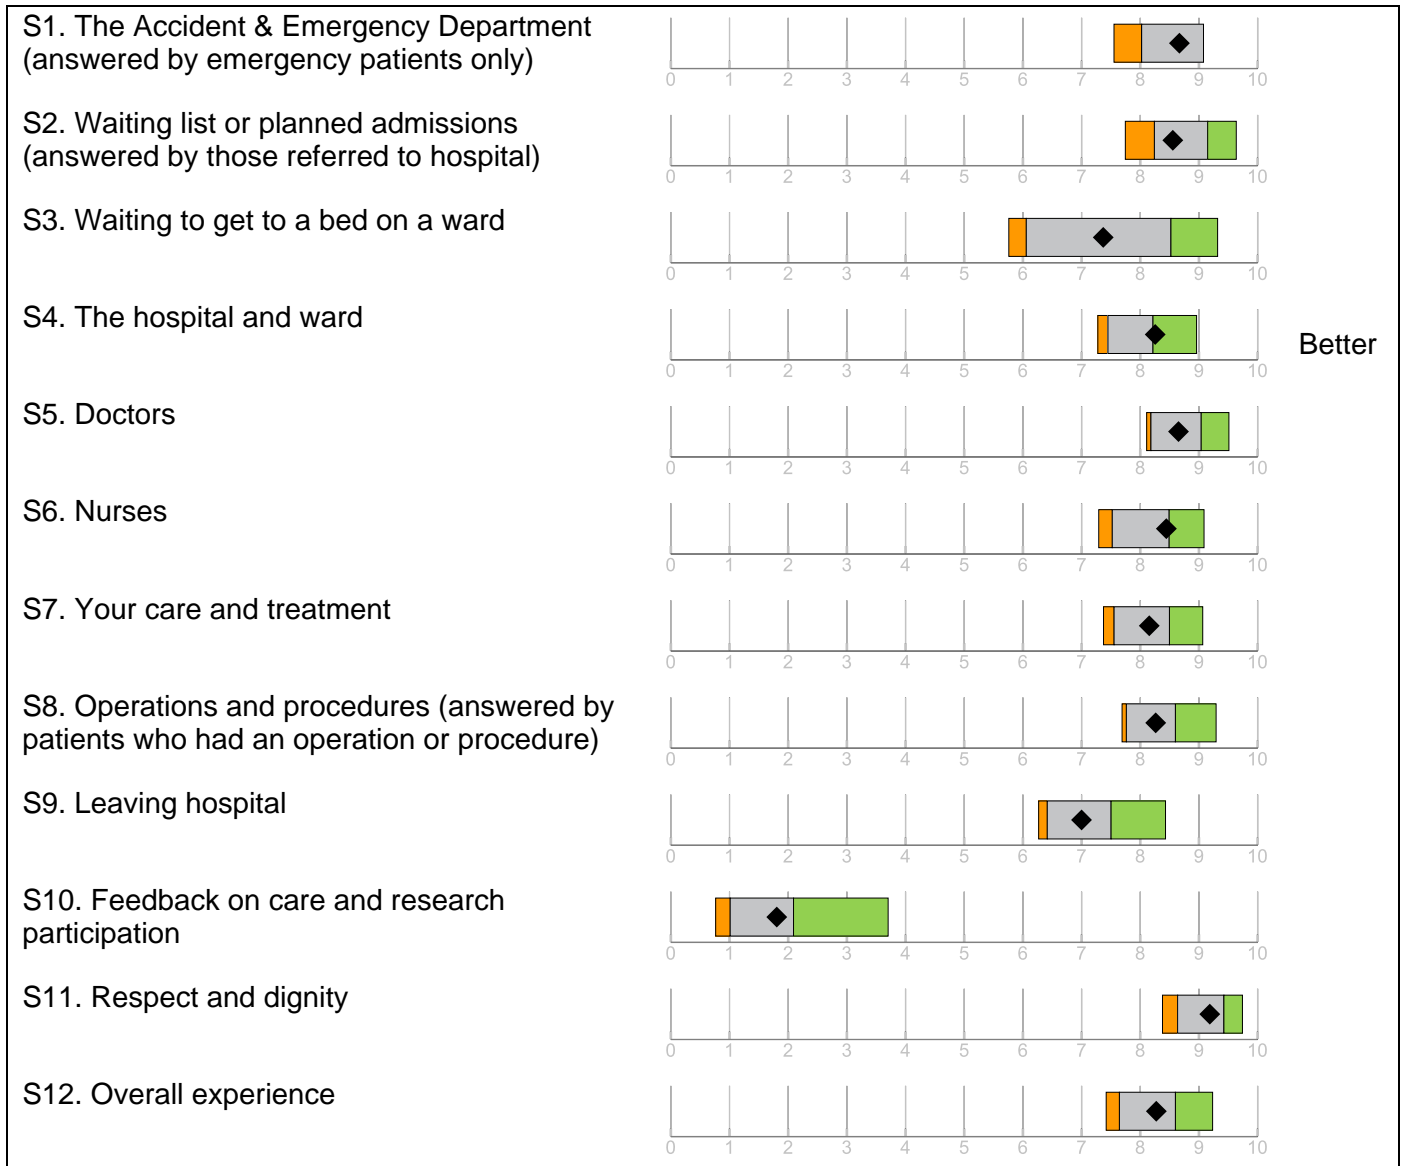 S1. The Accident & Emergency Department
(answered by emergency patients only)
0 1 2 3 4 5 6 7 8 9 10
S2. Waiting list or planned admissions
(answered by those referred to hospital)
0 1 2 3 4 5 6 7 8 9 10
S3. Waiting to get to a bed on a ward
0 1 2 3 4 5 6 7 8 9 10
S4. The hospital and ward
Better
0 1 2 3 4 5 6 7 8 9 10
S5. Doctors
0 1 2 3 4 5 6 7 8 9 10
S6. Nurses
0 1 2 3 4 5 6 7 8 9 10
S7. Your care and treatment
0 1 2 3 4 5 6 7 8 9 10
S8. Operations and procedures (answered by
patients who had an operation or procedure)
0 1 2 3 4 5 6 7 8 9 10
S9. Leaving hospital
0 1 2 3 4 5 6 7 8 9 10
S10. Feedback on care and research
participation
0 1 2 3 4 5 6 7 8 9 10
S11. Respect and dignity
0 1 2 3 4 5 6 7 8 9 10
S12. Overall experience
0 1 2 3 4 5 6 7 8 9 10